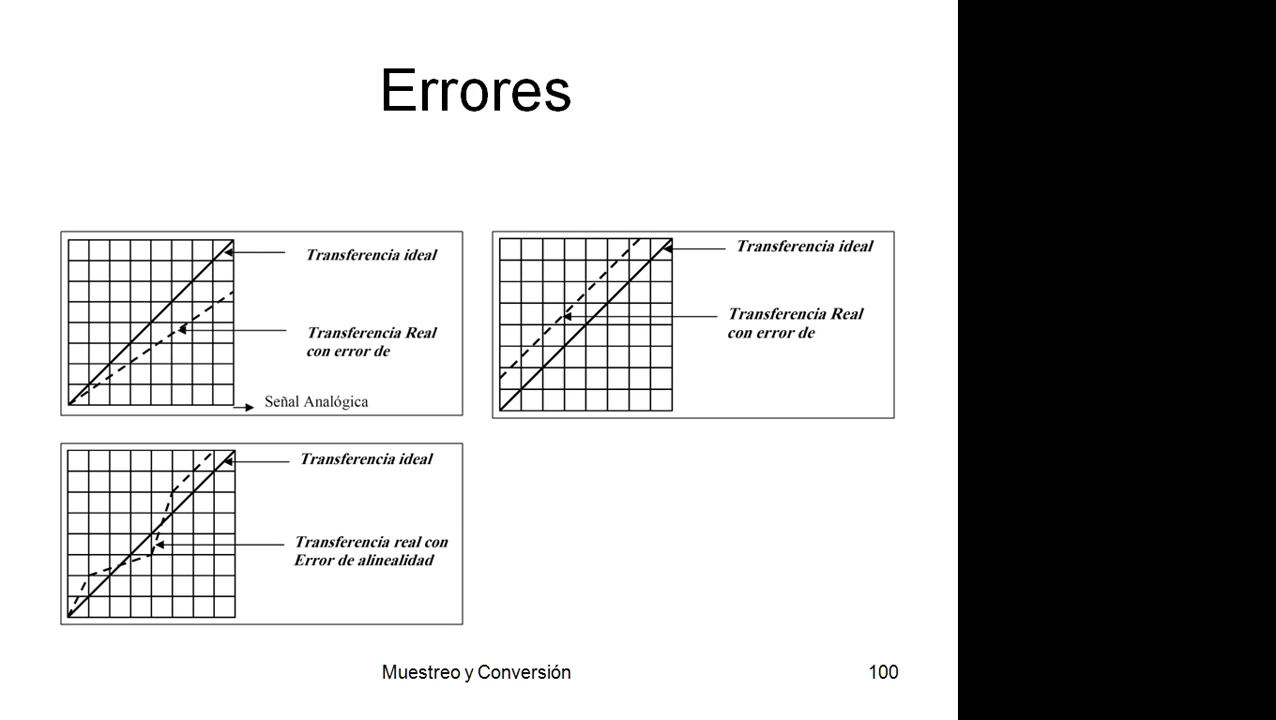 Errores
Transferencia ideal
Transferencia Real
con error de
Señal Analógica
Transferencia ideal
Transferencia Real
con error de
Transferencia ideal
Transferencia real con
Error de alinealidad
Muestreo y Conversión
100